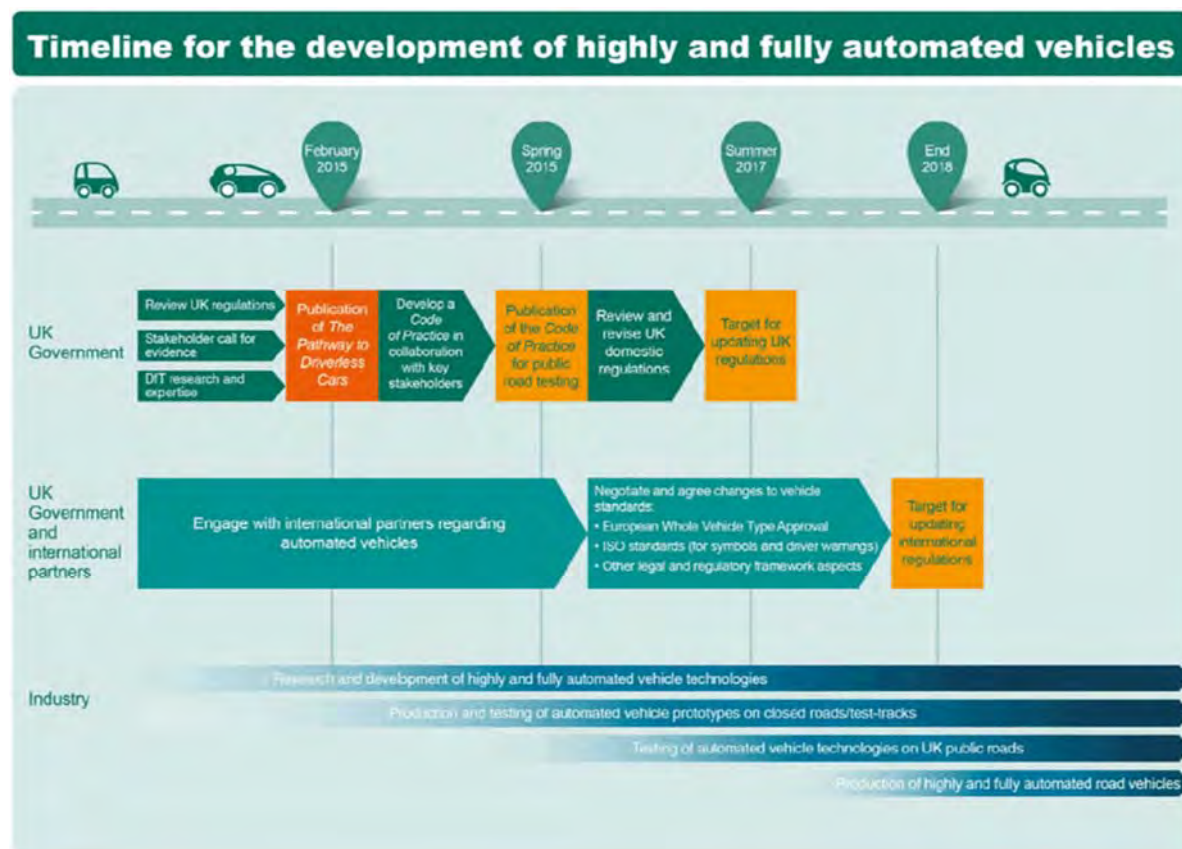 Timeline for the development of highly and fully automated vehicles
February
2015
Spring
2015
Summer
2017
End
2018
UK
Government
Review UK regulations
Stakeholder call for
evidence
DfT research and
expertise
Publication
of The
Pathway to
Driverless
Cars
Develop a
Code
of Practice in
collaboration
with key
stakeholders
Publication
of the Code
of Practice
for public
road testing
Review and
revise UK
domestic
regulations
Target for
updating UK
regulations
UK
Government
and
international
partners
Engage with international partners regarding
automated vehicles
Negotiate and agree changes to vehicle
standards:
• European Whole Vehicle Type Approval
• ISO standards (for symbols and driver warnings)
• Other legal and regulatory framework aspects
Target for
updating
international
regulations
Industry
Research and development of highly and fully automated vehicle technologies
Production and testing of automated vehicle prototypes on closed roads/test-tracks
Testing of automated vehicle technologies on UK public roads
Production of highly and fully automated road vehicles